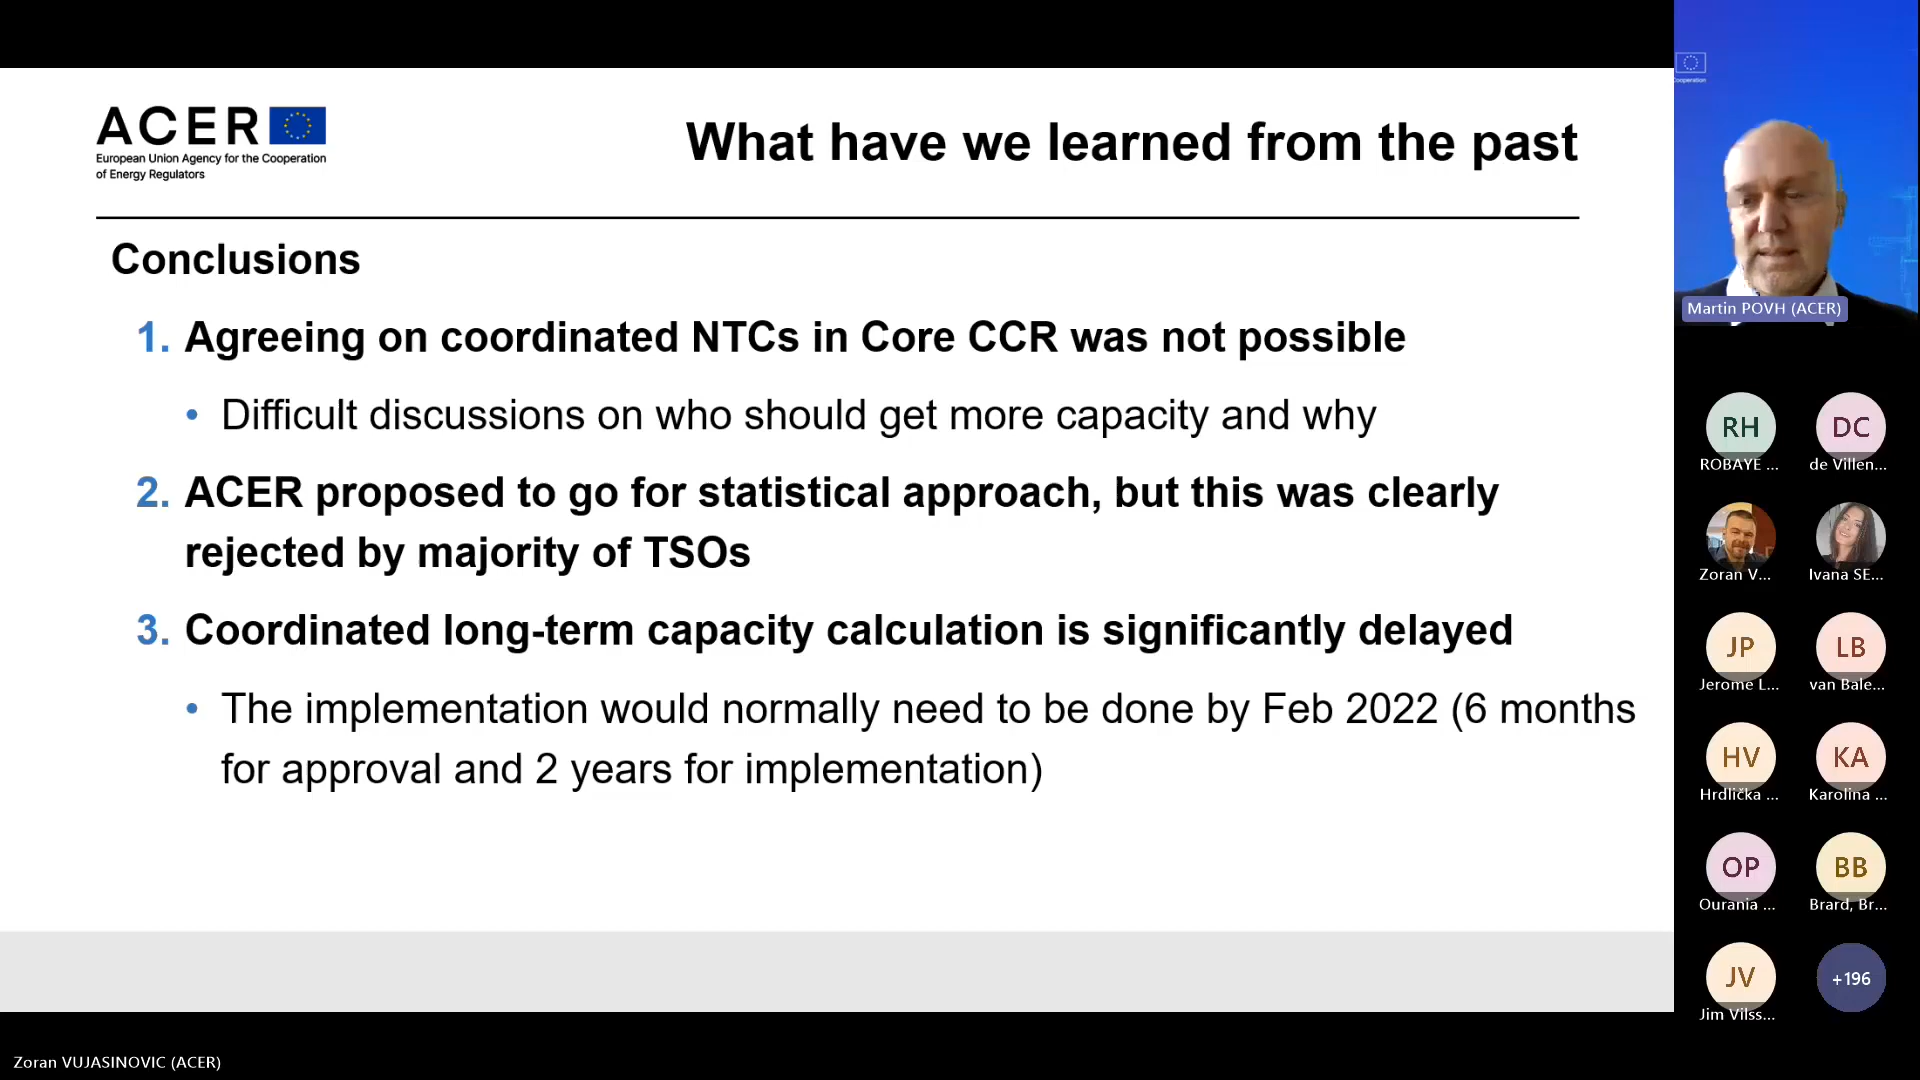 ACER
European Union Agency for the Cooperation
of Energy Regulators
What have we learned from the past
Conclusions
1. Agreeing on coordinated NTCs in Core CCR was not possible
• Difficult discussions on who should get more capacity and why
2. ACER proposed to go for statistical approach, but this was clearly
rejected by majority of TSOs
3. Coordinated long-term capacity calculation is significantly delayed
• The implementation would normally need to be done by Feb 2022 (6 months
for approval and 2 years for implementation)
Cooperation
Martin POVH (ACER)
RH
ROBAYE ...
DC
de Villen...
Zoran V...
Ivana SE...
JP
Jerome L...
LB
van Bale...
HV
Hrdlička ...
KA
Karolina ...
OP
Ourania ...
BB
Brard, Br...
JV
Jim Vilss...
+196
Zoran VUJASINOVIC (ACER)